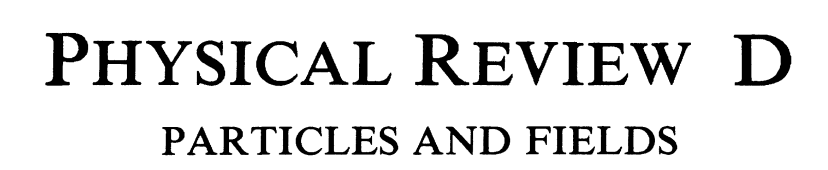 PHYSICAL REVIEW D
PARTICLES AND FIELDS